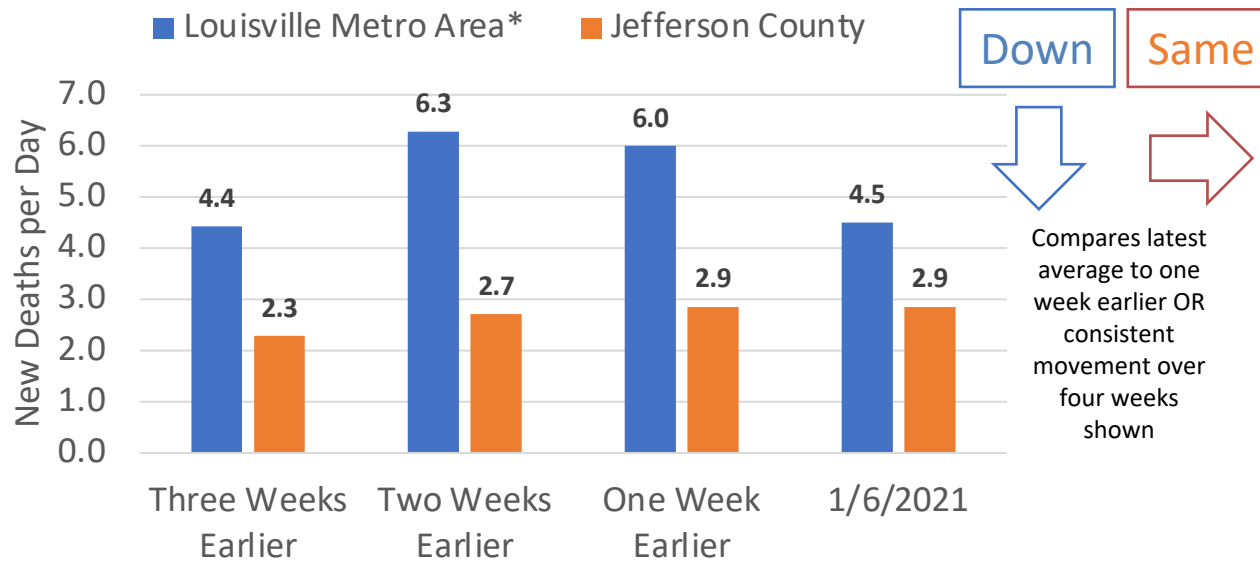 Louisville Metro Area*
Jefferson County
Down
Same
New Deaths per Day
7.0
6.0
5.0
4.0
3.0
2.0
1.0
0.0
4.4
2.3
6.3
2.7
6.0
2.9
4.5
2.9
Three Weeks
Earlier
Two Weeks
Earlier
One Week
Earlier
1/6/2021
Compares latest
average to one
week earlier OR
consistent
movement over
four weeks
shown